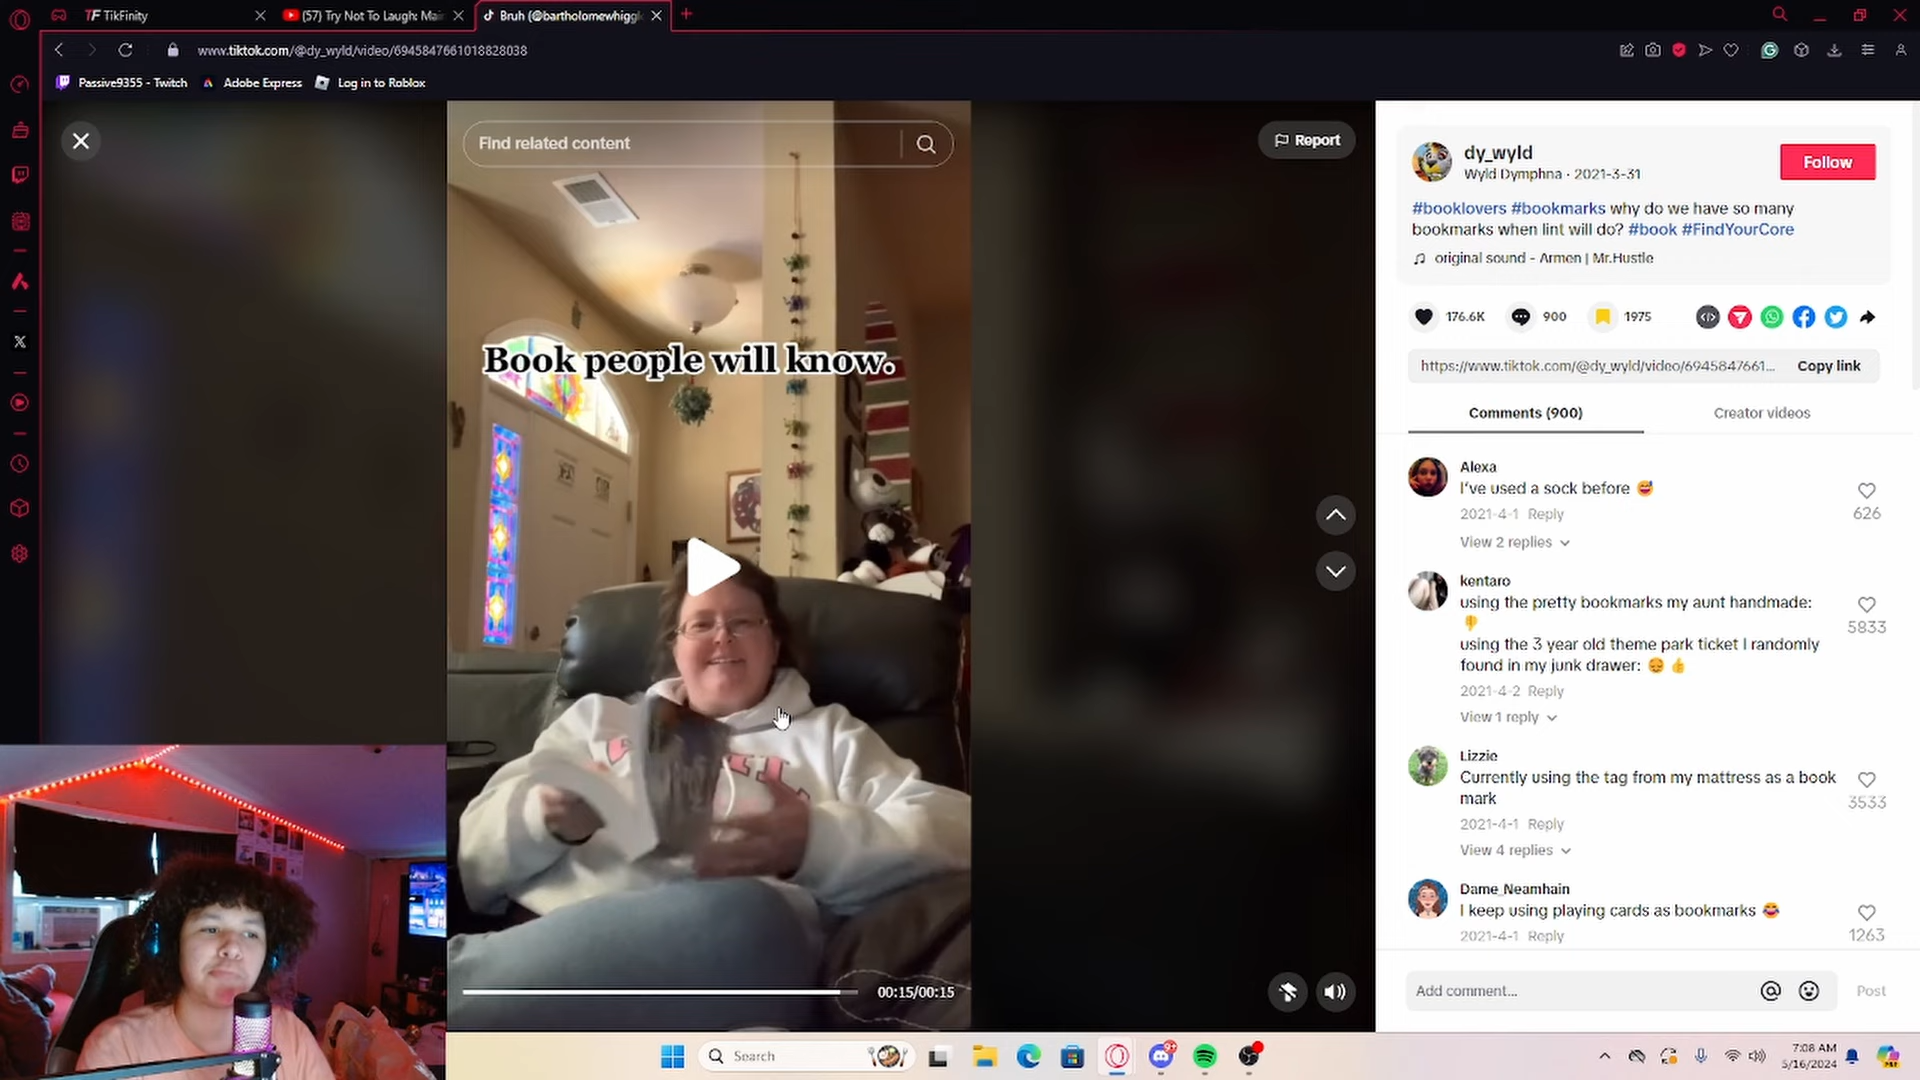 TikFinity
(57) Try Not To Laugh: Mai
Bruh (@bartholomewhiggl
www.tiktok.com/@dy_wyld/video/6945847661018828038
Passive9355 - Twitch
Adobe Express
Log in to Roblox
Find related content
Report
Book people will know.
00:15/00:15
dy_wyld
Wyld Dymphna · 2021-3-31
Follow
#booklovers #bookmarks why do we have so many
bookmarks when lint will do? #book #FindYourCore
original sound - Armen | Mr.Hustle
176.6K
900
1975
https://www.tiktok.com/@dy_wyld/video/6945847661...
Copy link
Comments (900)
Creator videos
Alexa
I've used a sock before 😅
2021-4-1 Reply
626
View 2 replies
kentaro
using the pretty bookmarks my aunt handmade:
👎
using the 3 year old theme park ticket I randomly
found in my junk drawer: 😌 👍
5833
2021-4-2 Reply
View 1 reply
Lizzie
Currently using the tag from my mattress as a book
mark
3533
2021-4-1 Reply
View 4 replies
Dame_Neamhain
I keep using playing cards as bookmarks 😂
2021-4-1 Reply
1263
Add comment...
Post
Search
9+
7:08 AM
5/16/2024